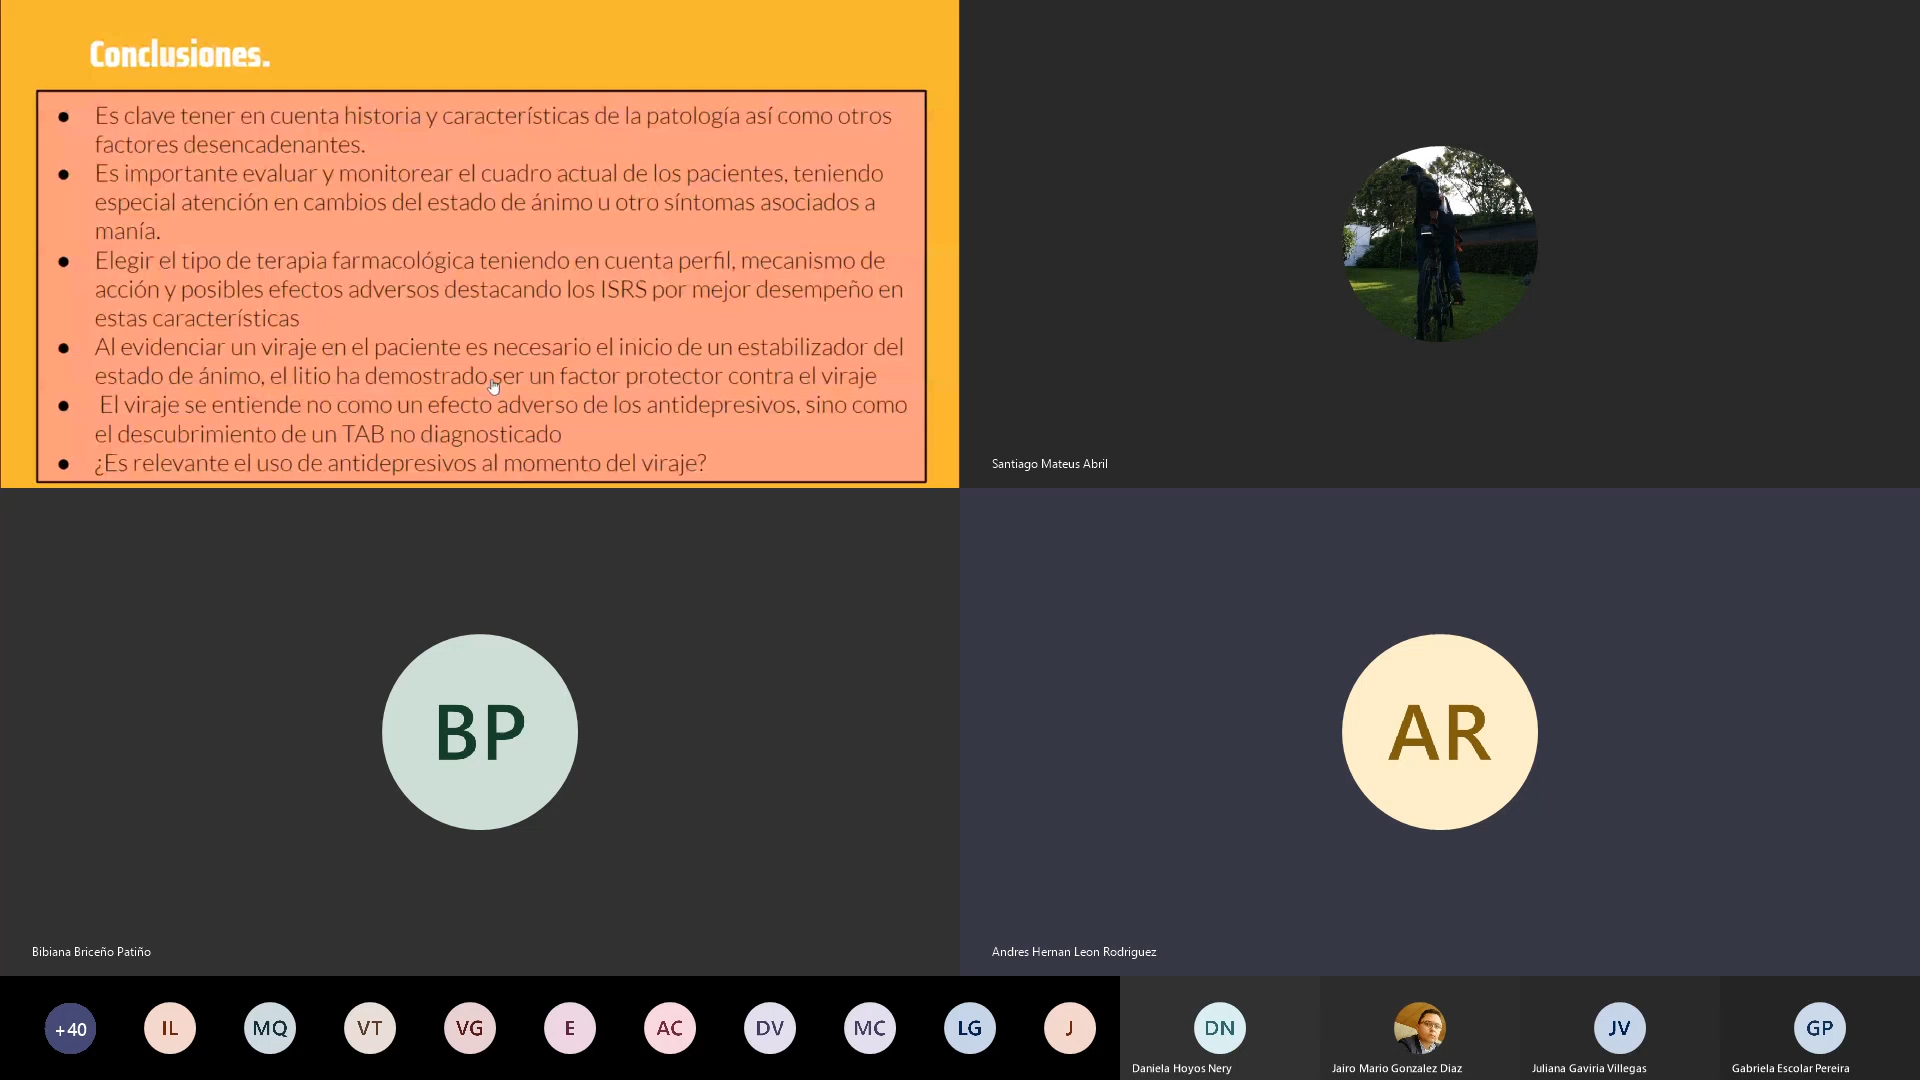 Conclusiones.
● Es clave tener en cuenta historia y características de la patología así como otros
factores desencadenantes.
● Es importante evaluar y monitorear el cuadro actual de los pacientes, teniendo
especial atención en cambios del estado de ánimo u otro síntomas asociados a
manía.
● Elegir el tipo de terapia farmacológica teniendo en cuenta perfil, mecanismo de
acción y posibles efectos adversos destacando los ISRS por mejor desempeño en
estas características
● Al evidenciar un viraje en el paciente es necesario el inicio de un estabilizador del
estado de ánimo, el litio ha demostrado ser un factor protector contra el viraje
● El viraje se entiende no como un efecto adverso de los antidepresivos, sino como
el descubrimiento de un TAB no diagnosticado
● ¿Es relevante el uso de antidepresivos al momento del viraje?
Santiago Mateus Abril
BP
Bibiana Briceño Patiño
AR
Andres Hernan Leon Rodriguez
+40
IL
MQ
VT
VG
E
AC
DV
MC
LG
J
DN
Daniela Hoyos Nery
Jairo Mario Gonzalez Diaz
JV
Juliana Gaviria Villegas
GP
Gabriela Escolar Pereira